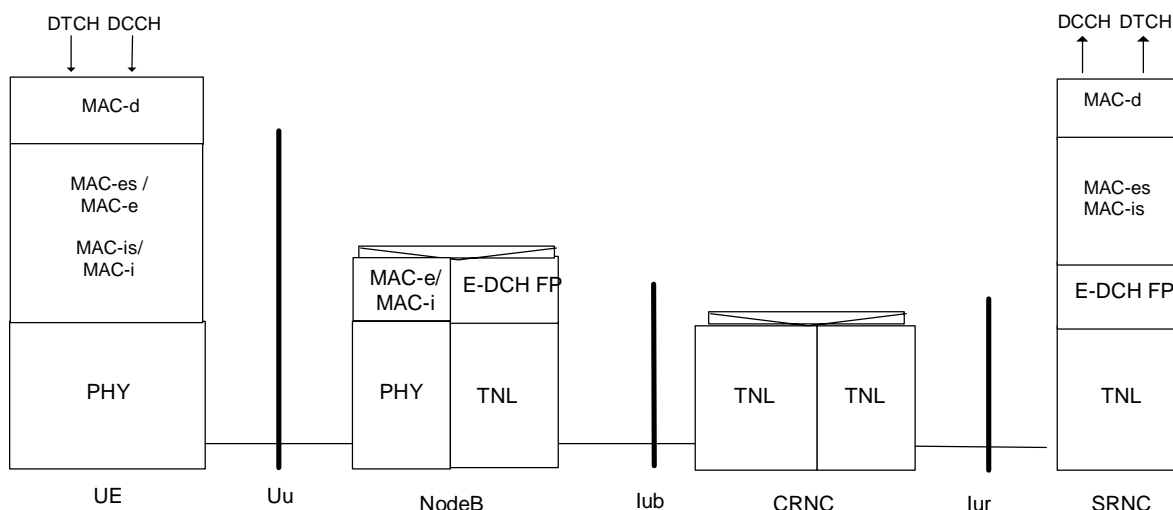 DTCH DCCH
DCCH DTCH
MAC-d
MAC-d
MAC-es /
MAC-e
MAC-is/
MAC-i
MAC-es
MAC-is
MAC-e/
MAC-i
E-DCH FP
E-DCH FP
PHY
PHY
TNL
TNL
TNL
TNL
UE
Uu
NodeB
Iub
CRNC
Iur
SRNC